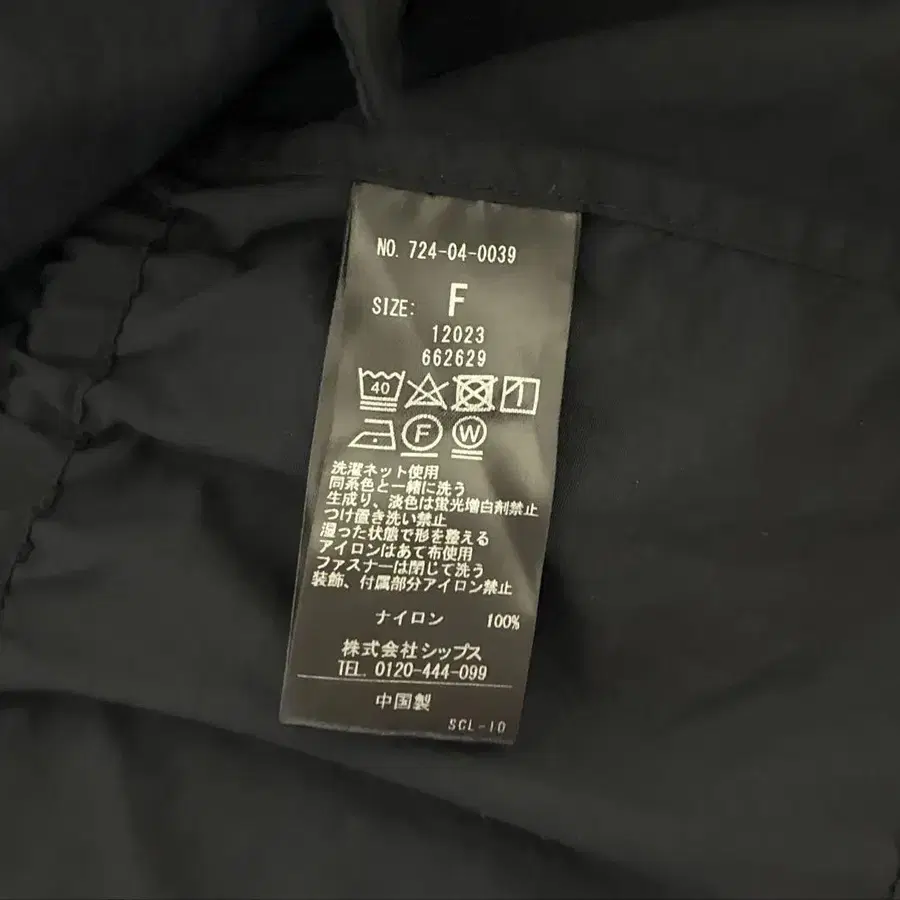 NO. 724-04-0039
SIZE: F
12023
662629
40
F W
洗濯ネット使用
同系色と一緒に洗う
生成り、淡色は蛍光増白剤禁止
つけ置き洗い禁止
湿った状態で形を整える
アイロンはあて布使用
ファスナーは閉じて洗う
装飾、付属部分アイロン禁止
ナイロン 100%
株式会社シップス
TEL. 0120-444-099
中国製
SCL-10